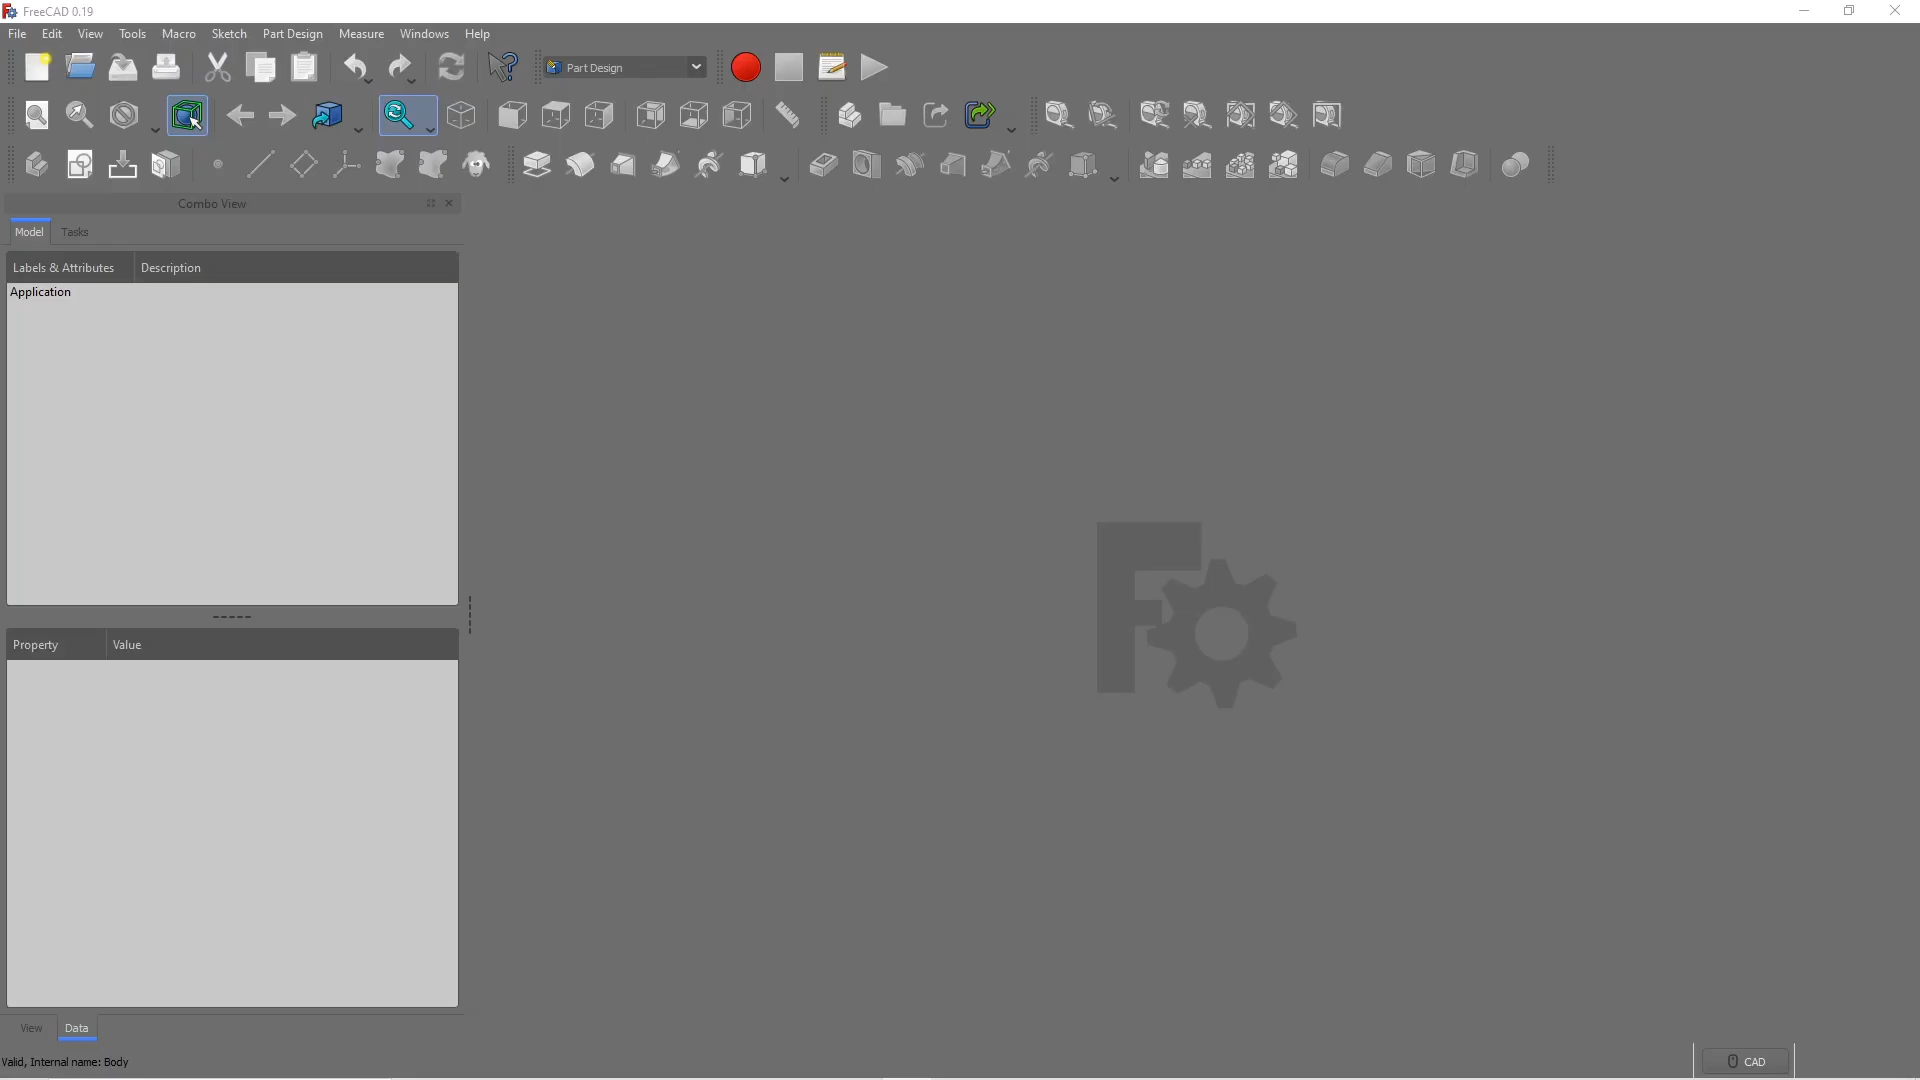 FreeCAD 0.19
File Edit View Tools Macro Sketch Part Design Measure Windows Help
Part Design
Combo View
Model Tasks
Labels & Attributes Description
Application
Property Value
View Data
Valid, Internal name: Body
CAD